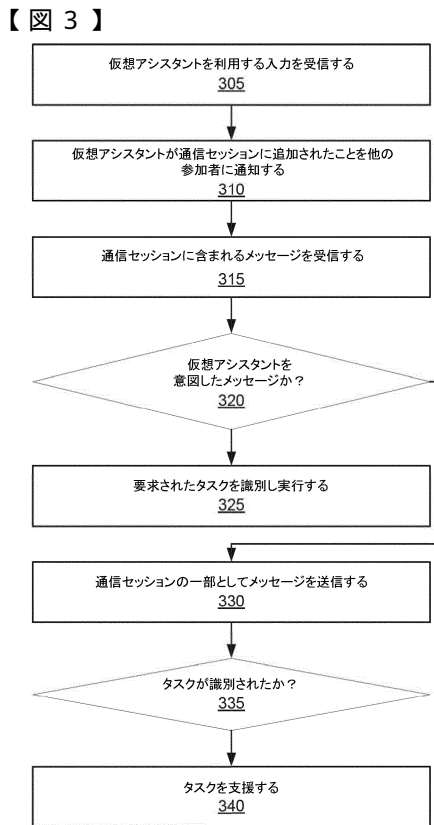 【図３】
仮想アシスタントを利用する入力を受信する
305
仮想アシスタントが通信セッションに追加されたことを他の
参加者に通知する
310
通信セッションに含まれるメッセージを受信する
315
仮想アシスタントを
意図したメッセージか？
320
要求されたタスクを識別し実行する
325
通信セッションの一部としてメッセージを送信する
330
タスクが識別されたか？
335
タスクを支援する
340